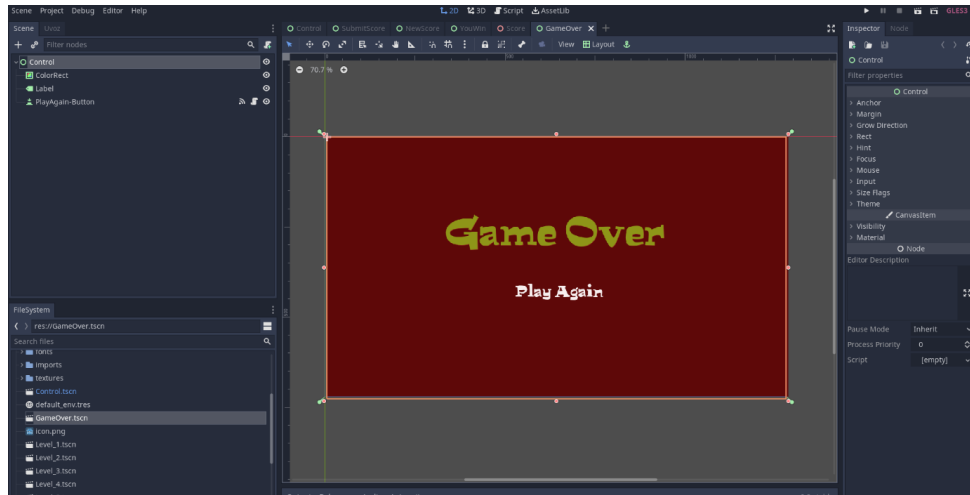 Scene Project Debug Editor Help
2D 3D Script AssetLib
GLES3
Scene
Filter nodes
Control
ColorRect
Label
PlayAgain-Button
FileSystem
res://GameOver.tscn
Search files
fonts
imports
textures
Control.tscn
default_env.tres
GameOver.tscn
icon.png
Level_1.tscn
Level_2.tscn
Level_3.tscn
Level_4.tscn
Control SubmitScore NewScore YouWin Score GameOver
View Layout
70.7 %
Game Over
Play Again
Inspector Node
Control
Filter properties
Control
Anchor
Margin
Grow Direction
Rect
Hint
Focus
Mouse
Input
Size Flags
Theme
CanvasItem
Visibility
Material
Node
Editor Description
Pause Mode Inherit
Process Priority 0
Script [empty]